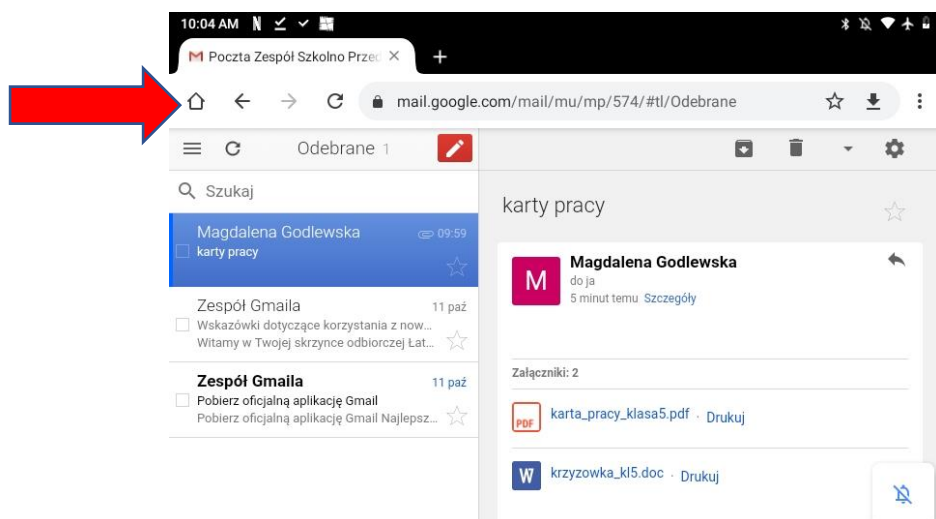 10:04 AM
Poczta Zespół Szkolno Przed
mail.google.com/mail/mu/mp/574/#tl/Odebrane
Odebrane 1
Szukaj
Magdalena Godlewska 09:59
karty pracy
Zespół Gmaila 11 paź
Wskazówki dotyczące korzystania z now...
Witamy w Twojej skrzynce odbiorczej Łat...
Zespół Gmaila 11 paź
Pobierz oficjalną aplikację Gmail
Pobierz oficjalną aplikację Gmail Najlepsz...
karty pracy
M
Magdalena Godlewska
do ja
5 minut temu Szczegóły
Załączniki: 2
PDF karta_pracy_klasa5.pdf · Drukuj
W krzyzowka_kl5.doc · Drukuj